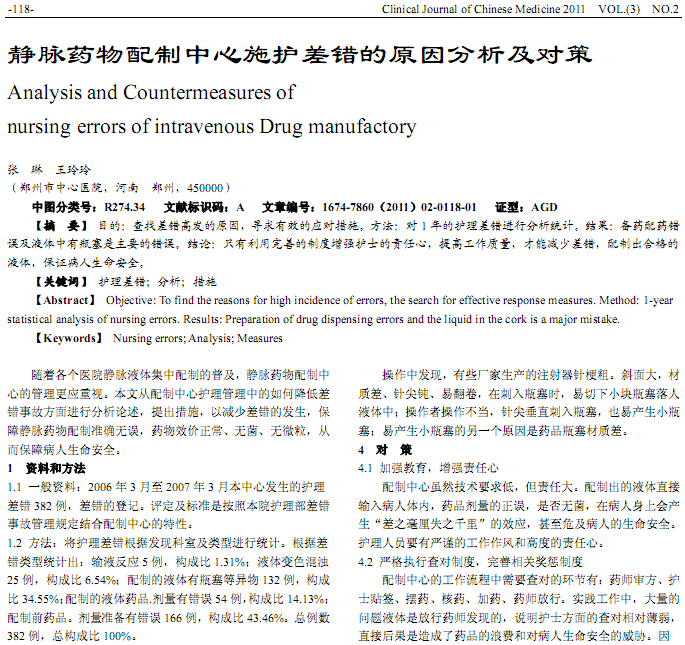 -118- Clinical Journal of Chinese Medicine 2011 VOL.(3) NO.2
静脉药物配制中心施护差错的原因分析及对策
Analysis and Countermeasures of
nursing errors of intravenous Drug manufactory
张 琳 王玲玲
（郑州市中心医院，河南 郑州，450000）
中图分类号：R274.34 文献标识码：A 文章编号：1674-7860（2011）02-0118-01 证型：AGD
【摘 要】 目的：查找差错高发的原因，寻求有效的应对措施。方法：对 1 年的护理差错进行分析统计。结果：备药配药错
误及液体中有瓶塞是主要的错误。结论：只有利用完善的制度增强护士的责任心，提高工作质量，才能减少差错，配制出合格的
液体，保证病人生命安全。
【关键词】 护理差错；分析；措施
【Abstract】 Objective: To find the reasons for high incidence of errors, the search for effective response measures. Method: 1-year
statistical analysis of nursing errors. Results: Preparation of drug dispensing errors and the liquid in the cork is a major mistake.
【Keywords】 Nursing errors; Analysis; Measures
随着各个医院静脉液体集中配制的普及，静脉药物配制中
心的管理更应重视。本文从配制中心护理管理中的如何降低差
错事故方面进行分析论述，提出措施，以减少差错的发生，保
障静脉药物配制准确无误，药物效价正常、无菌、无微粒，从
而保障病人生命安全。
1 资料和方法
1.1 一般资料：2006 年 3 月至 2007 年 3 月本中心发生的护理
差错 382 例，差错的登记。评定及标准是按照本院护理部差错
事故管理规定结合配制中心的特性。
1.2 方法：将护理差错根据发现科室及类型进行统计。根据差
错类型统计出：输液反应 5 例，构成比 1.31%；液体变色混浊
25 例，构成比 6.54%；配制的液体有瓶塞等异物 132 例，构成
比 34.55%；配制的液体药品.剂量有错误 54 例，构成比 14.13%；
配制前药品。剂量准备有错误 166 例，构成比 43.46%。总例数
382 例，总构成比 100%。
操作中发现，有些厂家生产的注射器针梗粗。斜面大，材
质差、针尖钝、易翻卷，在刺入瓶塞时，易切下小块瓶塞落人
液体中；操作者操作不当，针尖垂直刺入瓶塞，也易产生小瓶
塞；易产生小瓶塞的另一个原因是药品瓶塞材质差。
4 对 策
4.1 加强教育，增强责任心
配制中心虽然技术要求低，但责任大。配制出的液体直接
输入病人体内，药品剂量的正误，是否无菌，在病人身上会产
生“差之毫厘失之千里”的效应，甚至危及病人的生命安全。
护理人员要有严谨的工作作风和高度的责任心。
4.2 严格执行查对制度，完善相关奖惩制度
配制中心的工作流程中需要查对的环节有：药师审方、护
士贴签、摆药、核药、加药、药师放行。实践工作中，大量的
问题液体是放行药师发现的，说明护士方面的查对相对薄弱，
直接后果是造成了药品的浪费和对病人生命安全的威胁。因